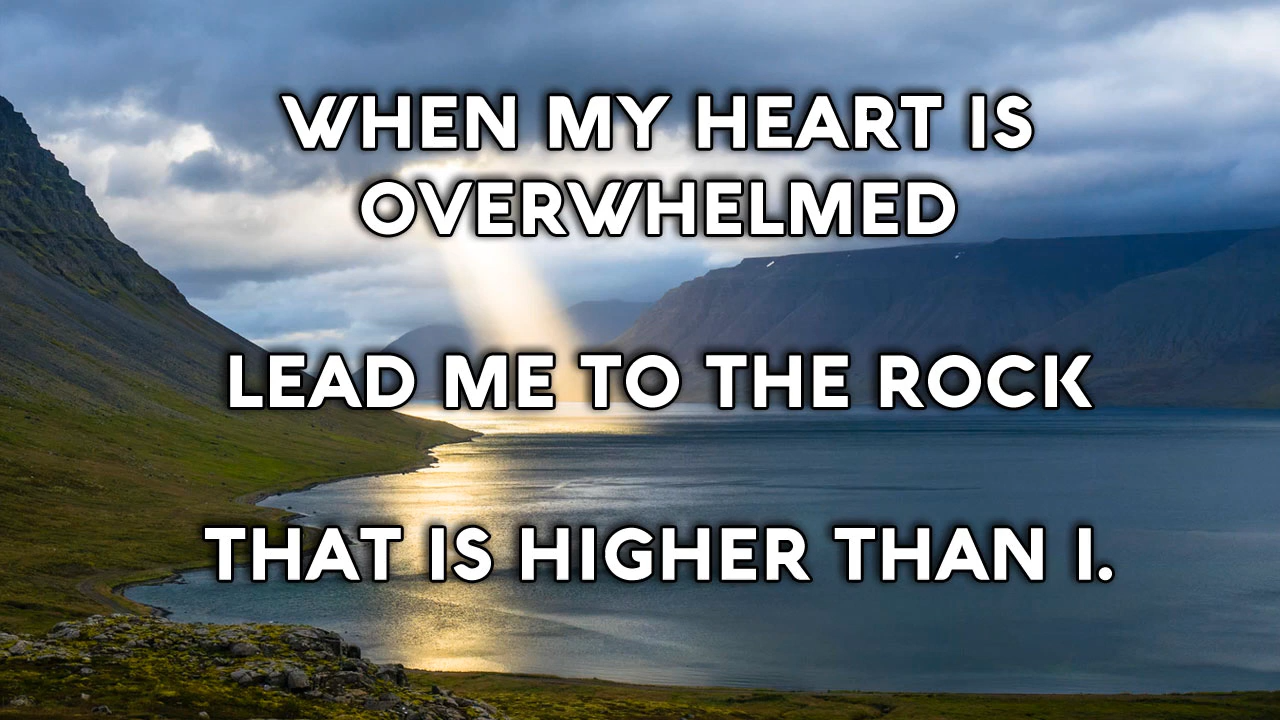 WHEN MY HEART IS
OVERWHELMED
LEAD ME TO THE ROCK
THAT IS HIGHER THAN I.